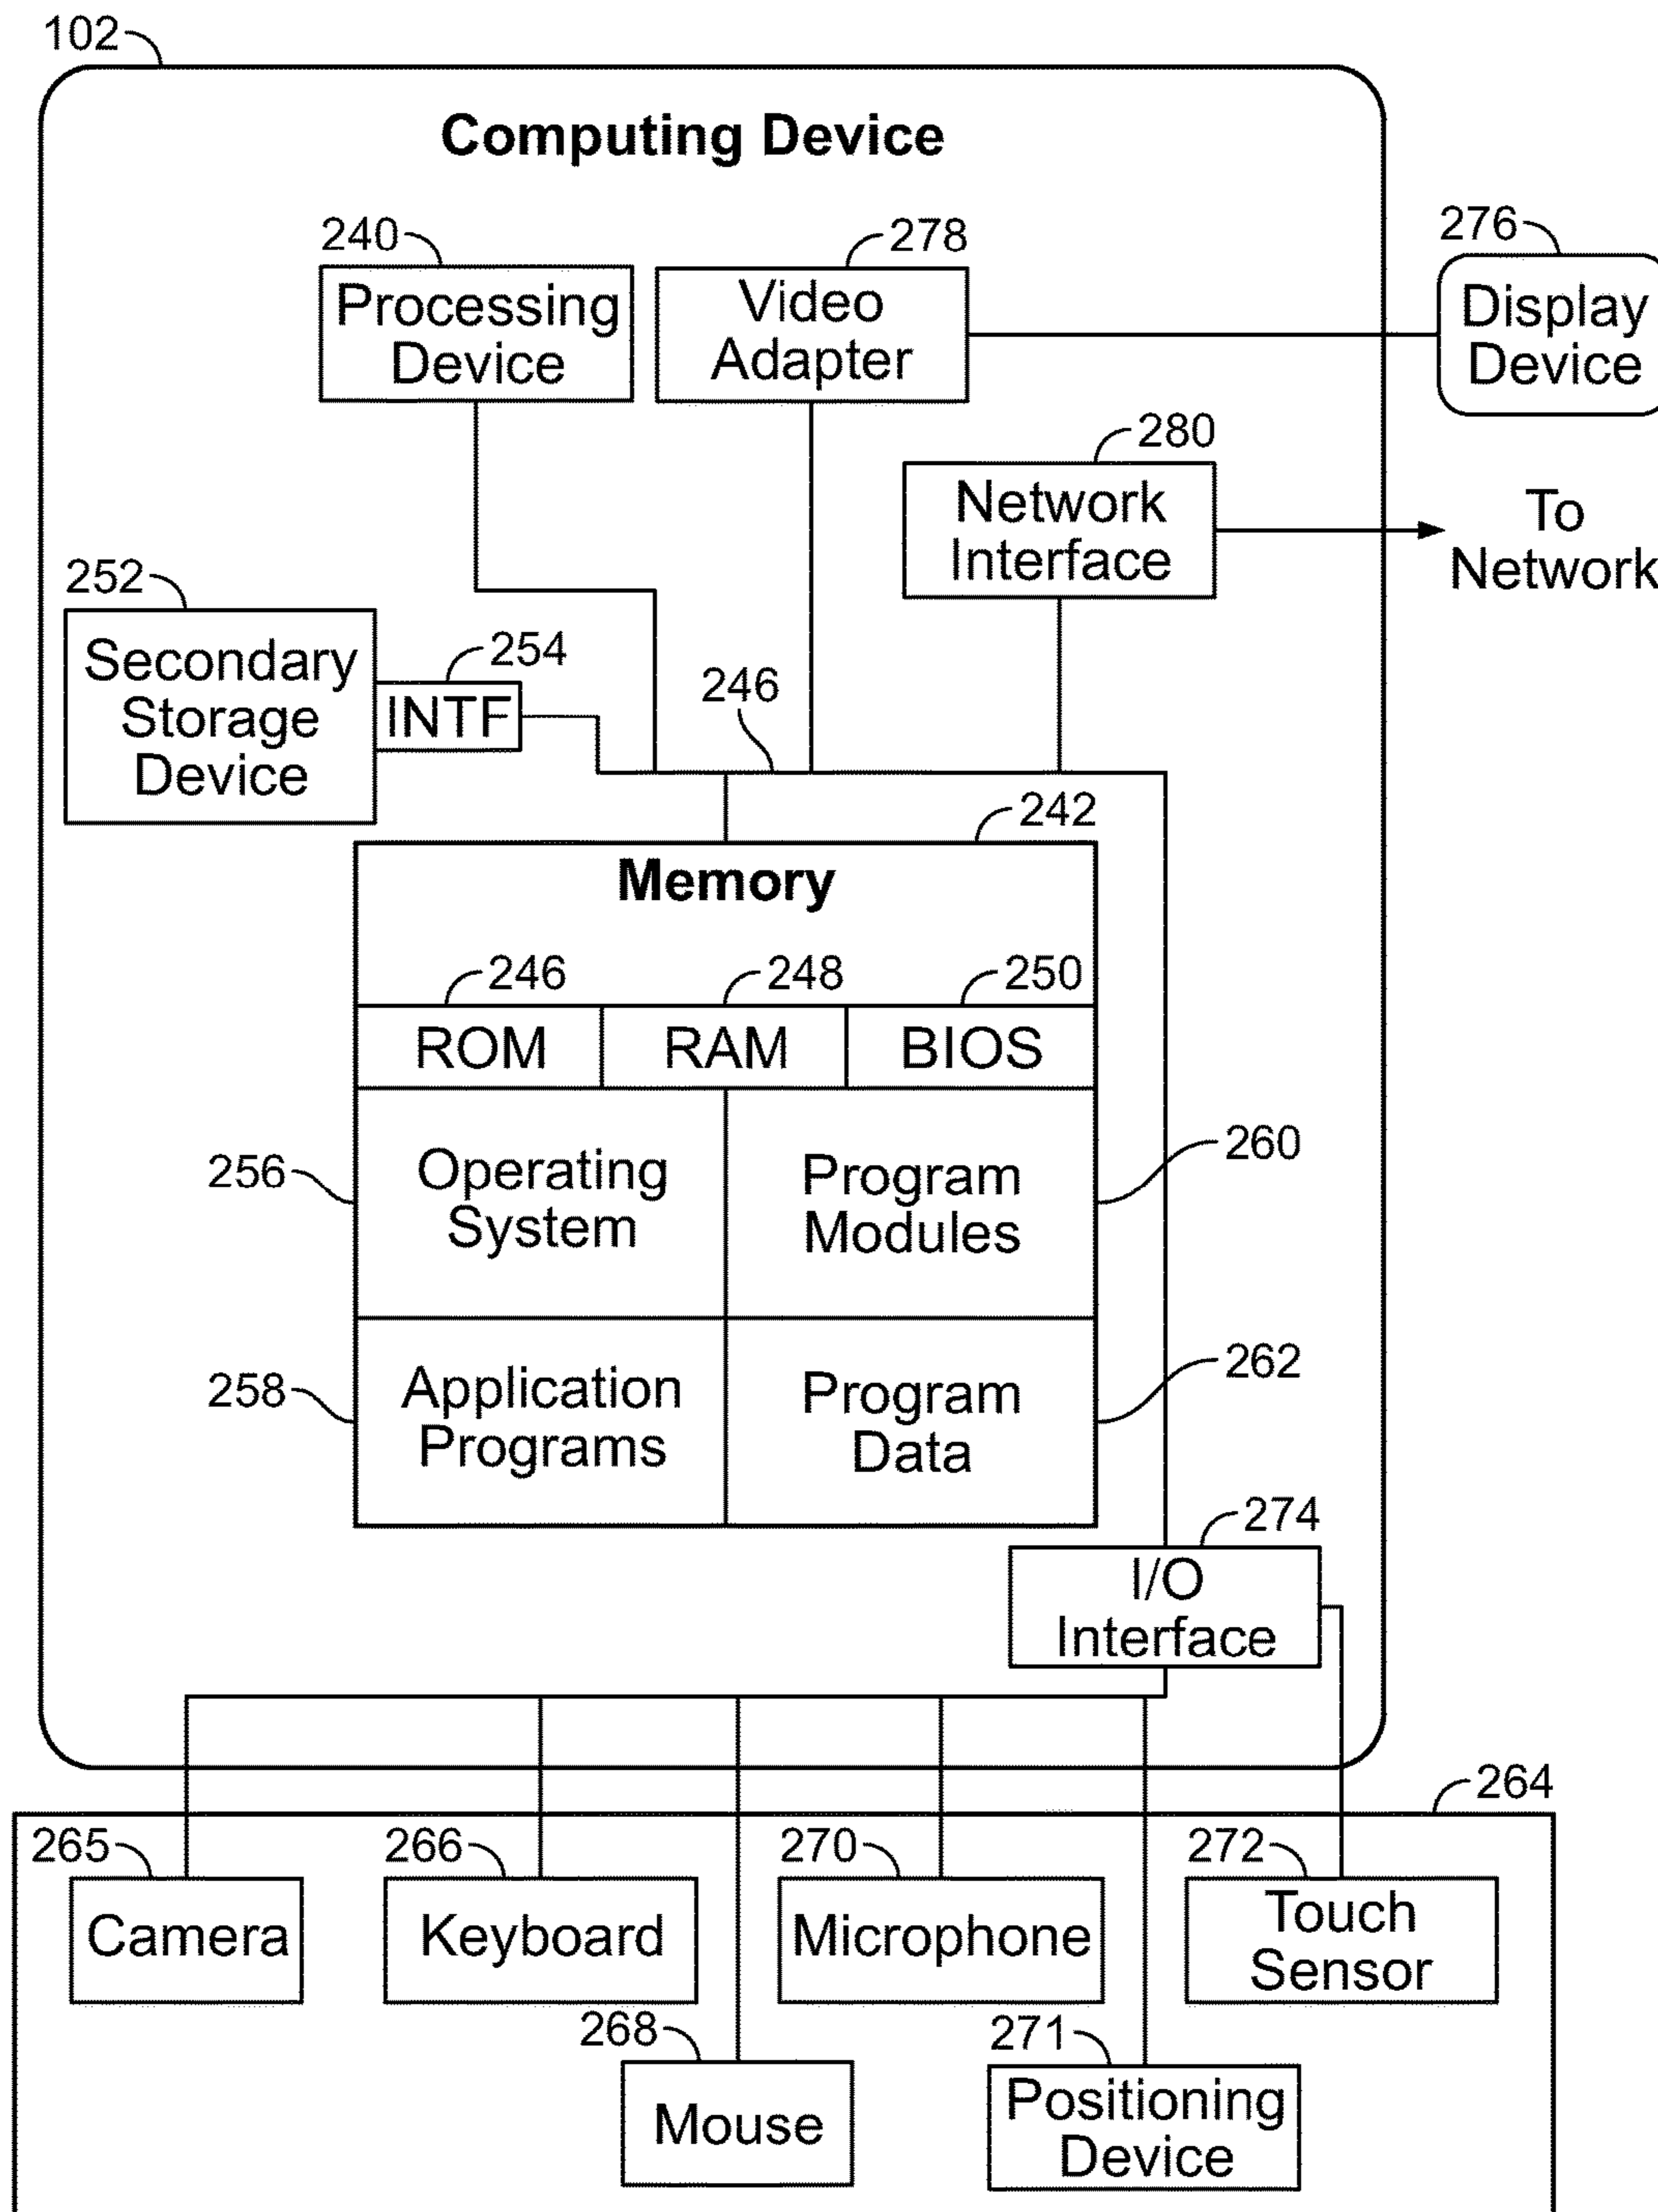 102
Computing Device
240
278
276
Processing
Device
Video
Adapter
Display
Device
280
Network
Interface
To
Network
252
Secondary
Storage
Device
254
INTF
246
242
Memory
246
248
250
ROM
RAM
BIOS
256
Operating
System
Program
Modules
260
258
Application
Programs
Program
Data
262
274
I/O
Interface
264
265
266
270
272
Camera
Keyboard
Microphone
Touch
Sensor
268
271
Mouse
Positioning
Device